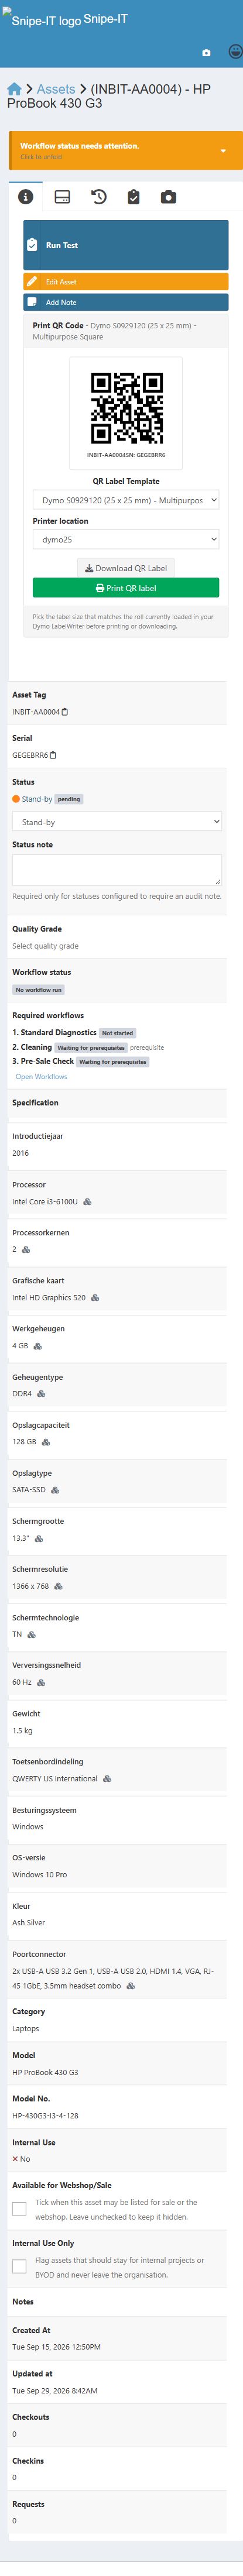 Snipe-IT logo Snipe-IT
Assets (INBIT-AA0004) - HP
ProBook 430 G3
Workflow status needs attention.
Click to unfold
Run Test
Edit Asset
Add Note
Print QR Code - Dymo S0929120 (25 x 25 mm) -
Multipurpose Square
INBIT-AA0004SN: GEGEBRR6
QR Label Template
Dymo S0929120 (25 x 25 mm) - Multipurpos
Printer location
dymo25
Download QR Label
Print QR label
Pick the label size that matches the roll currently loaded in your
Dymo LabelWriter before printing or downloading.
Asset Tag
INBIT-AA0004
Serial
GEGEBRR6
Status
Stand-by pending
Stand-by
Status note
Required only for statuses configured to require an audit note.
Quality Grade
Select quality grade
Workflow status
No workflow run
Required workflows
1. Standard Diagnostics Not started
2. Cleaning Waiting for prerequisites prerequisite
3. Pre-Sale Check Waiting for prerequisites
Open Workflows
Specification
Introductiejaar
2016
Processor
Intel Core i3-6100U
Processorkernen
2
Grafische kaart
Intel HD Graphics 520
Werkgeheugen
4 GB
Geheugentype
DDR4
Opslagcapaciteit
128 GB
Opslagtype
SATA-SSD
Schermgrootte
13.3"
Schermresolutie
1366 x 768
Schermtechnologie
TN
Verversingssnelheid
60 Hz
Gewicht
1.5 kg
Toetsenbordindeling
QWERTY US International
Besturingssysteem
Windows
OS-versie
Windows 10 Pro
Kleur
Ash Silver
Poortconnector
2x USB-A USB 3.2 Gen 1, USB-A USB 2.0, HDMI 1.4, VGA, RJ-
45 1GbE, 3.5mm headset combo
Category
Laptops
Model
HP ProBook 430 G3
Model No.
HP-430G3-I3-4-128
Internal Use
No
Available for Webshop/Sale
Tick when this asset may be listed for sale or the
webshop. Leave unchecked to keep it hidden.
Internal Use Only
Flag assets that should stay for internal projects or
BYOD and never leave the organisation.
Notes
Created At
Tue Sep 15, 2026 12:50PM
Updated at
Tue Sep 29, 2026 8:42AM
Checkouts
0
Checkins
0
Requests
0